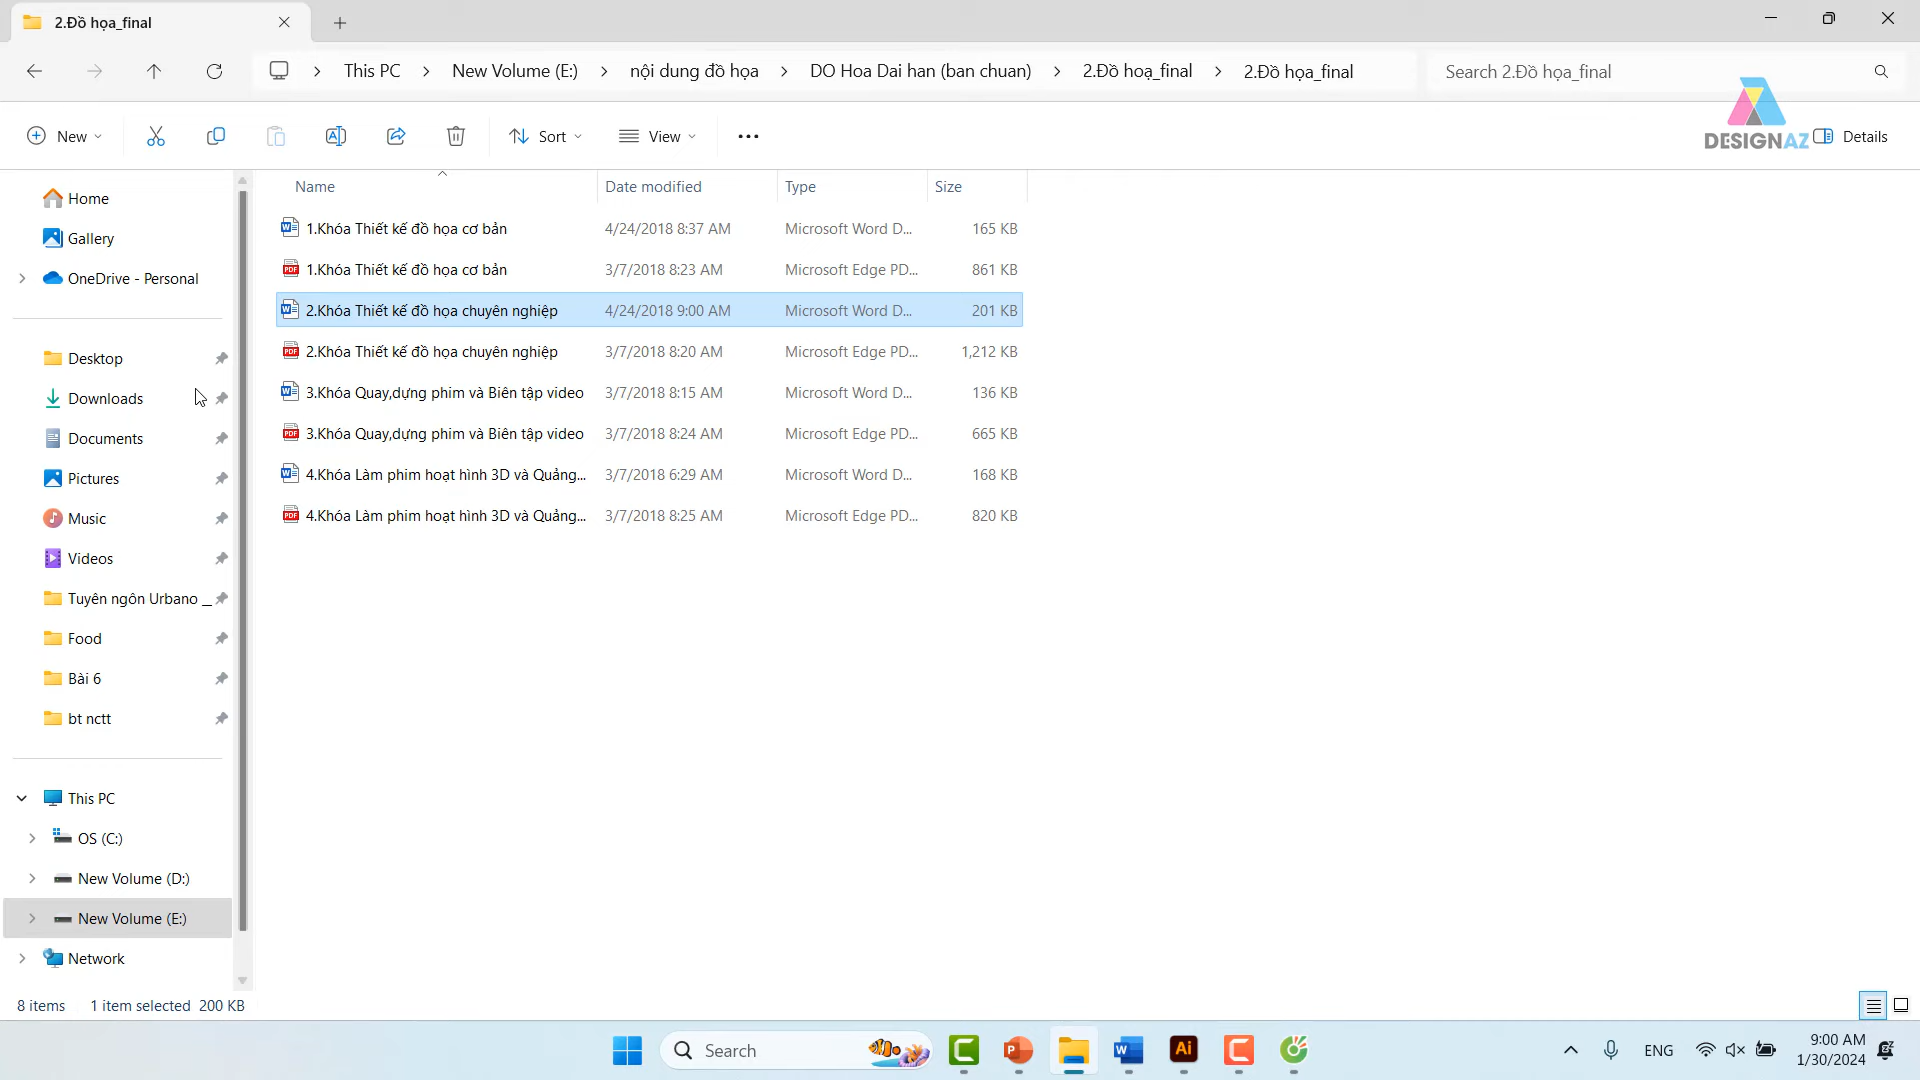 2.Đồ họa_final
This PC
New Volume (E:)
nội dung đồ họa
DO Hoa Dai han (ban chuan)
2.Đồ hoạ_final
2.Đồ họa_final
Search 2.Đồ họa_final
New
Sort
View
DESIGNAZ
Details
Name
Date modified
Type
Size
1.Khóa Thiết kế đồ họa cơ bản 4/24/2018 8:37 AM Microsoft Word D... 165 KB
1.Khóa Thiết kế đồ họa cơ bản 3/7/2018 8:23 AM Microsoft Edge PD... 861 KB
2.Khóa Thiết kế đồ họa chuyên nghiệp 4/24/2018 9:00 AM Microsoft Word D... 201 KB
2.Khóa Thiết kế đồ họa chuyên nghiệp 3/7/2018 8:20 AM Microsoft Edge PD... 1,212 KB
3.Khóa Quay,dựng phim và Biên tập video 3/7/2018 8:15 AM Microsoft Word D... 136 KB
3.Khóa Quay,dựng phim và Biên tập video 3/7/2018 8:24 AM Microsoft Edge PD... 665 KB
4.Khóa Làm phim hoạt hình 3D và Quảng... 3/7/2018 6:29 AM Microsoft Word D... 168 KB
4.Khóa Làm phim hoạt hình 3D và Quảng... 3/7/2018 8:25 AM Microsoft Edge PD... 820 KB
Home
Gallery
OneDrive - Personal
Desktop
Downloads
Documents
Pictures
Music
Videos
Tuyên ngôn Urbano _
Food
Bài 6
bt nctt
This PC
OS (C:)
New Volume (D:)
New Volume (E:)
Network
8 items
1 item selected 200 KB
Search
ENG
9:00 AM
1/30/2024